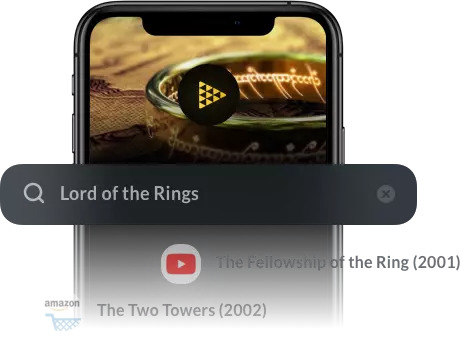 Lord of the Rings
The Fellowship of the Ring (2001)
amazon
The Two Towers (2002)